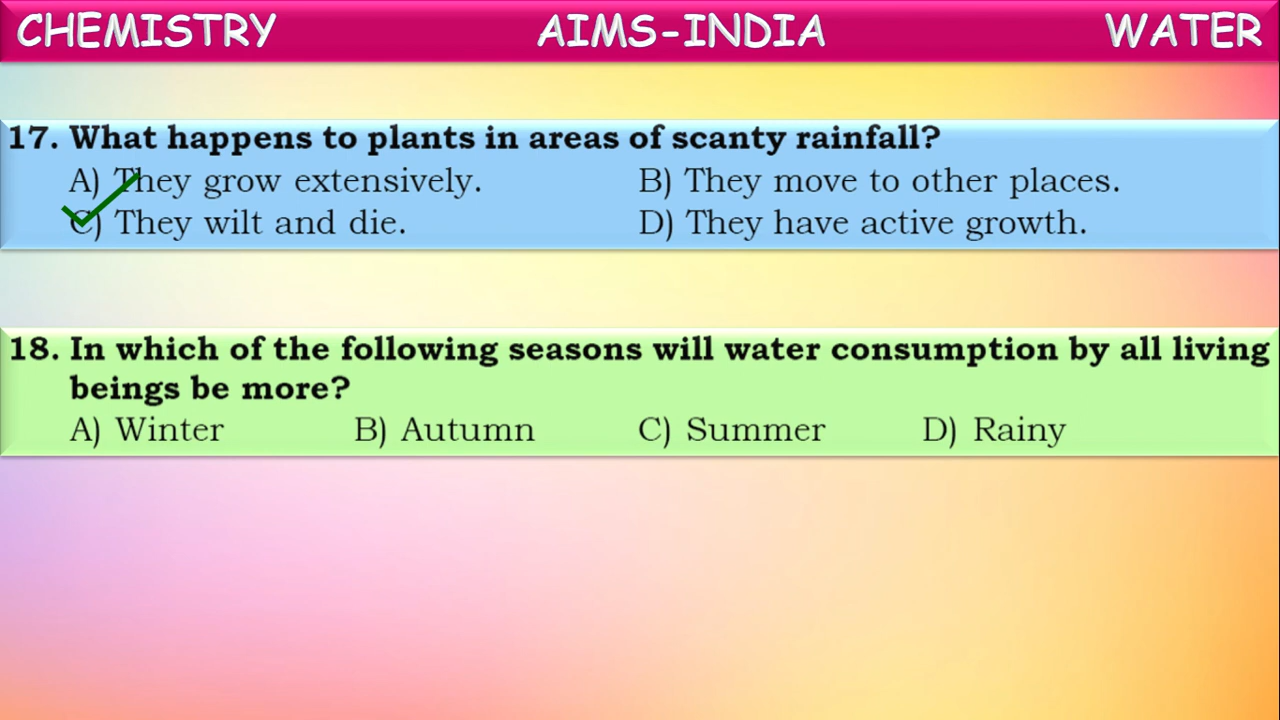 CHEMISTRY AIMS-INDIA WATER
17. What happens to plants in areas of scanty rainfall?
A) They grow extensively. B) They move to other places.
C) They wilt and die. D) They have active growth.
18. In which of the following seasons will water consumption by all living
beings be more?
A) Winter B) Autumn C) Summer D) Rainy